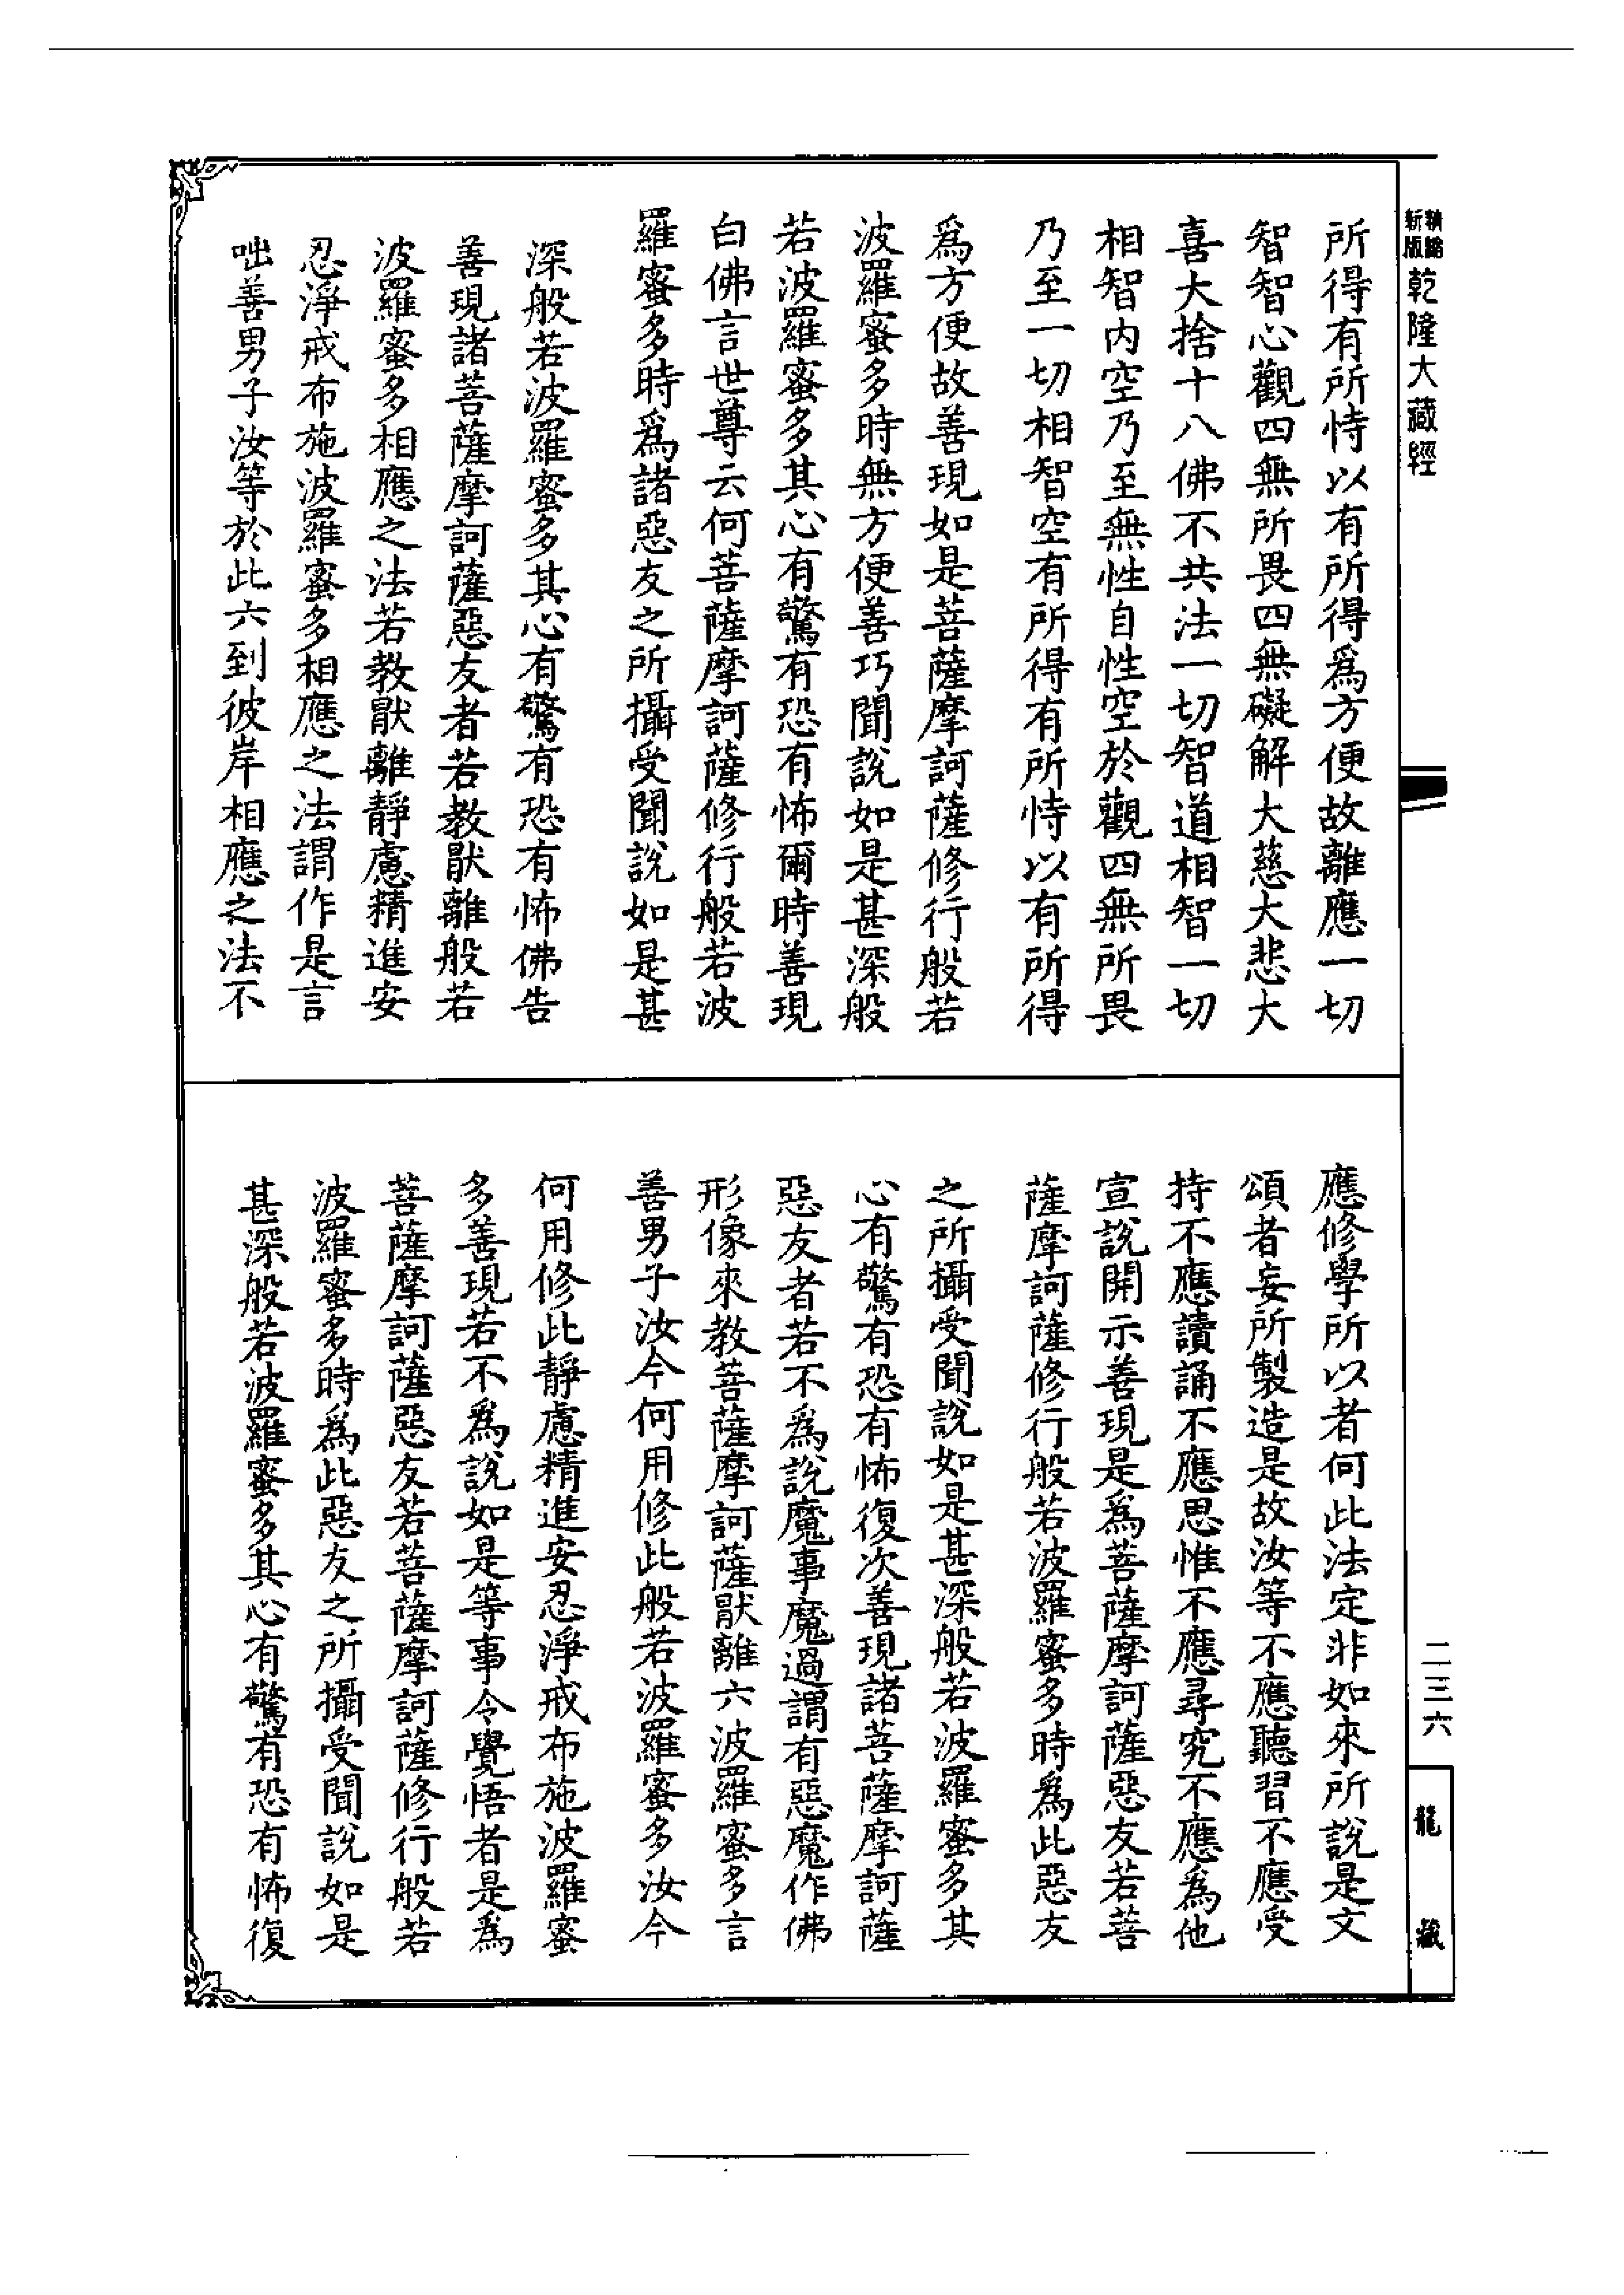 新版精縮乾隆大藏經
所得有所恃以有所得爲方便故離應一切
智智心觀四無所畏四無礙解大慈大悲大
喜大捨十八佛不共法一切智道相智一切
相智內空乃至無性自性空於觀四無所畏
乃至一切相智空有所得有所恃以有所得
爲方便故善現如是菩薩摩訶薩修行般若
波羅蜜多時無方便善巧聞說如是甚深般
若波羅蜜多其心有驚有恐有怖爾時善現
白佛言世尊云何菩薩摩訶薩修行般若波
羅蜜多時爲諸惡友之所攝受聞說如是甚
深般若波羅蜜多其心有驚有恐有怖佛告
善現諸菩薩摩訶薩惡友者若教猒離般若
波羅蜜多相應之法若教猒離靜慮精進安
忍淨戒布施波羅蜜多相應之法謂作是言
咄善男子汝等於此六到彼岸相應之法不
應修學所以者何此法定非如來所說是文
頌者妄所製造是故汝等不應聽習不應受
持不應讀誦不應思惟不應尋究不應為他
宣說開示善現是爲菩薩摩訶薩惡友若菩
薩摩訶薩修行般若波羅蜜多時為此惡友
之所攝受聞說如是甚深般若波羅蜜多其
心有驚有恐有怖復次善現諸菩薩摩訶薩
惡友者若不爲說魔事魔過謂有惡魔作佛
形像來教菩薩摩訶薩猒離六波羅蜜多言
善男子汝今何用修此般若波羅蜜多汝今
何用修此靜慮精進安忍淨戒布施波羅蜜
多善現若不爲說如是等事令覺悟者是爲
菩薩摩訶薩惡友若菩薩摩訶薩修行般若
波羅蜜多時為此惡友之所攝受聞說如是
甚深般若波羅蜜多其心有驚有恐有怖復
二三六
龍藏